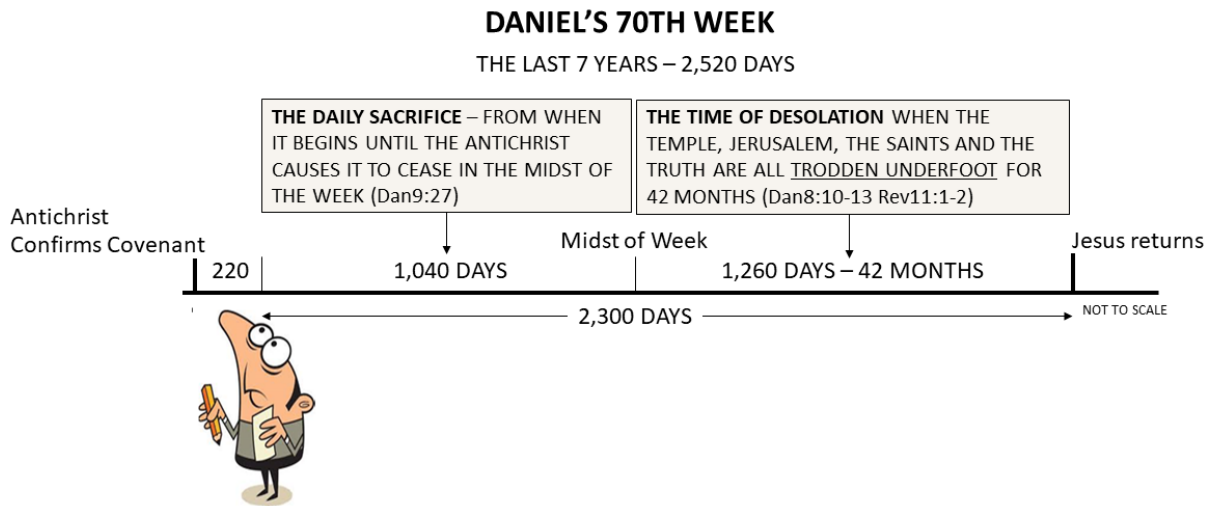 DANIEL’S 70TH WEEK
THE LAST 7 YEARS – 2,520 DAYS
THE DAILY SACRIFICE – FROM WHEN
IT BEGINS UNTIL THE ANTICHRIST
CAUSES IT TO CEASE IN THE MIDST OF
THE WEEK (Dan9:27)
THE TIME OF DESOLATION WHEN THE
TEMPLE, JERUSALEM, THE SAINTS AND THE
TRUTH ARE ALL TRODDEN UNDERFOOT FOR
42 MONTHS (Dan8:10-13 Rev11:1-2)
Antichrist
Confirms Covenant
Midst of Week
Jesus returns
220
1,040 DAYS
1,260 DAYS – 42 MONTHS
2,300 DAYS
NOT TO SCALE